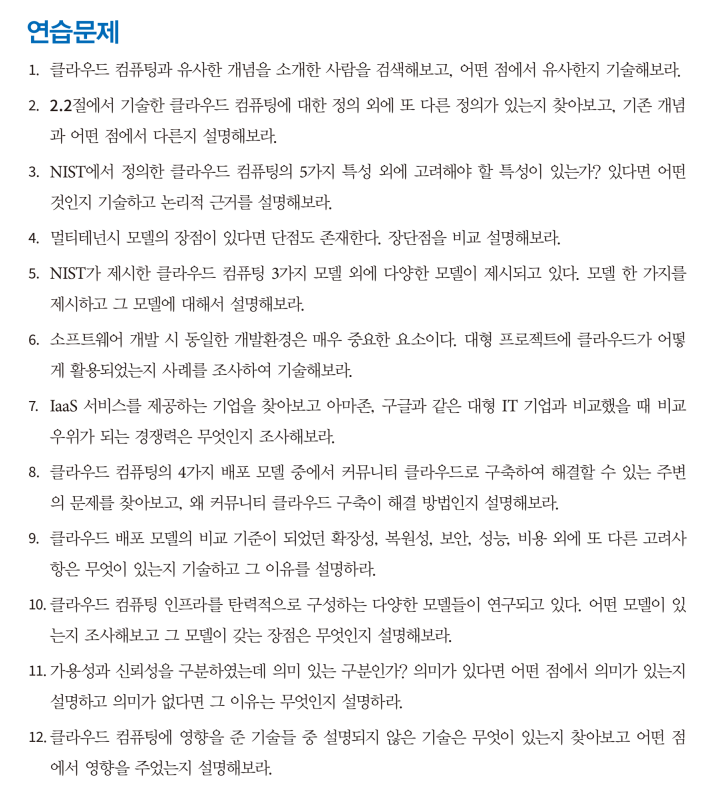 연습문제
1. 클라우드 컴퓨팅과 유사한 개념을 소개한 사람을 검색해보고, 어떤 점에서 유사한지 기술해보라.
2. 2.2절에서 기술한 클라우드 컴퓨팅에 대한 정의 외에 또 다른 정의가 있는지 찾아보고, 기존 개념
과 어떤 점에서 다른지 설명해보라.
3. NIST에서 정의한 클라우드 컴퓨팅의 5가지 특성 외에 고려해야 할 특성이 있는가? 있다면 어떤
것인지 기술하고 논리적 근거를 설명해보라.
4. 멀티테넌시 모델의 장점이 있다면 단점도 존재한다. 장단점을 비교 설명해보라.
5. NIST가 제시한 클라우드 컴퓨팅 3가지 모델 외에 다양한 모델이 제시되고 있다. 모델 한 가지를
제시하고 그 모델에 대해서 설명해보라.
6. 소프트웨어 개발 시 동일한 개발환경은 매우 중요한 요소이다. 대형 프로젝트에 클라우드가 어떻
게 활용되었는지 사례를 조사하여 기술해보라.
7. IaaS 서비스를 제공하는 기업을 찾아보고 아마존, 구글과 같은 대형 IT 기업과 비교했을 때 비교
우위가 되는 경쟁력은 무엇인지 조사해보라.
8. 클라우드 컴퓨팅의 4가지 배포 모델 중에서 커뮤니티 클라우드로 구축하여 해결할 수 있는 주변
의 문제를 찾아보고, 왜 커뮤니티 클라우드 구축이 해결 방법인지 설명해보라.
9. 클라우드 배포 모델의 비교 기준이 되었던 확장성, 복원성, 보안, 성능, 비용 외에 또 다른 고려사
항은 무엇이 있는지 기술하고 그 이유를 설명하라.
10. 클라우드 컴퓨팅 인프라를 탄력적으로 구성하는 다양한 모델들이 연구되고 있다. 어떤 모델이 있
는지 조사해보고 그 모델이 갖는 장점은 무엇인지 설명해보라.
11. 가용성과 신뢰성을 구분하였는데 의미 있는 구분인가? 의미가 있다면 어떤 점에서 의미가 있는지
설명하고 의미가 없다면 그 이유는 무엇인지 설명하라.
12. 클라우드 컴퓨팅에 영향을 준 기술들 중 설명되지 않은 기술은 무엇이 있는지 찾아보고 어떤 점
에서 영향을 주었는지 설명해보라.